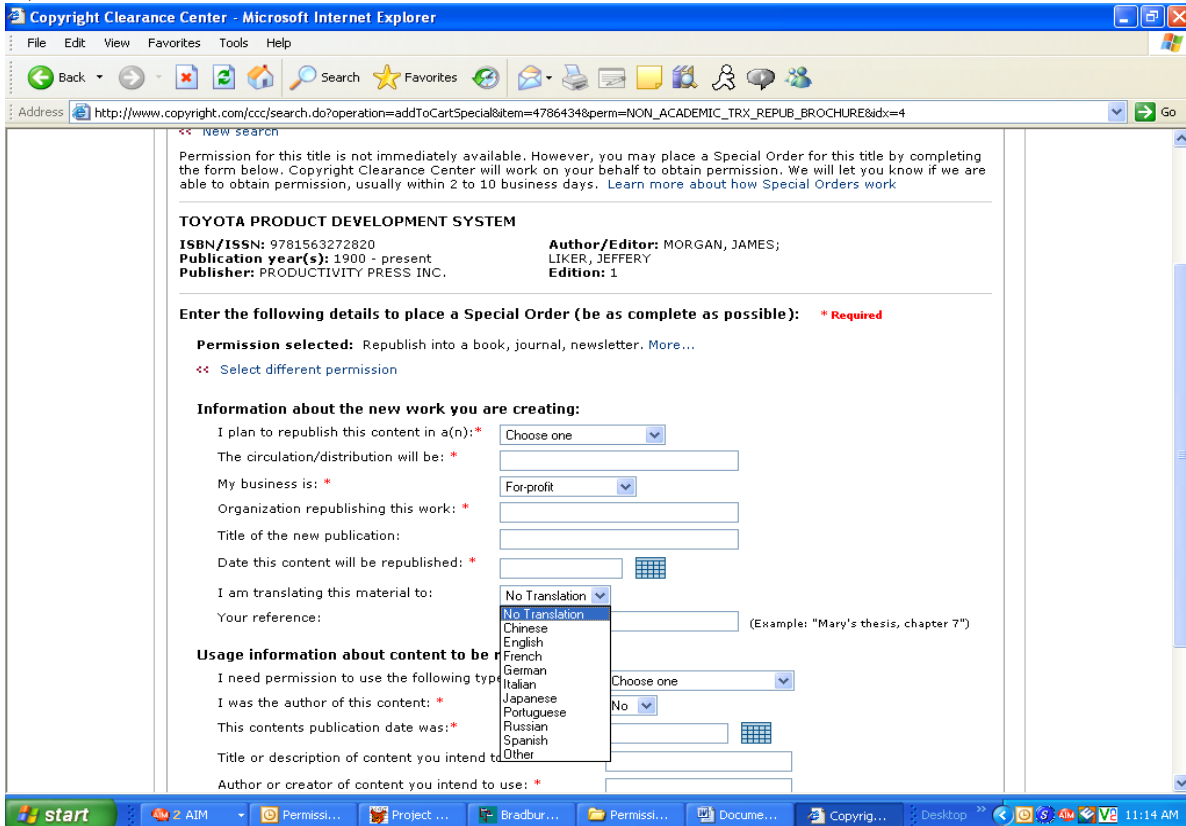 Copyright Clearance Center - Microsoft Internet Explorer
File Edit View Favorites Tools Help
Back Search Favorites
Address http://www.copyright.com/ccc/search.do?operation=addToCartSpecial&item=4786434&perm=NON_ACADEMIC_TRX_REPUB_BROCHURE&idx=4 Go
<< New search
Permission for this title is not immediately available. However, you may place a Special Order for this title by completing
the form below. Copyright Clearance Center will work on your behalf to obtain permission. We will let you know if we are
able to obtain permission, usually within 2 to 10 business days. Learn more about how Special Orders work
TOYOTA PRODUCT DEVELOPMENT SYSTEM
ISBN/ISSN: 9781563272820 Author/Editor: MORGAN, JAMES;
Publication year(s): 1900 - present LIKER, JEFFERY
Publisher: PRODUCTIVITY PRESS INC. Edition: 1
Enter the following details to place a Special Order (be as complete as possible): * Required
Permission selected: Republish into a book, journal, newsletter. More...
<< Select different permission
Information about the new work you are creating:
I plan to republish this content in a(n):* Choose one
The circulation/distribution will be: *
My business is: * For-profit
Organization republishing this work: *
Title of the new publication:
Date this content will be republished: *
I am translating this material to: No Translation
No Translation
Your reference: (Example: "Mary's thesis, chapter 7")
Chinese
English
Usage information about content to be r
French
German
I need permission to use the following type Choose one
Italian
Japanese
I was the author of this content: * No
Portuguese
Russian
This contents publication date was:*
Spanish
Other
Title or description of content you intend to
Author or creator of content you intend to use: *
start 2 AIM Permissi... Project ... Bradbur... Permissi... Docume... Copyrig... Desktop » 11:14 AM